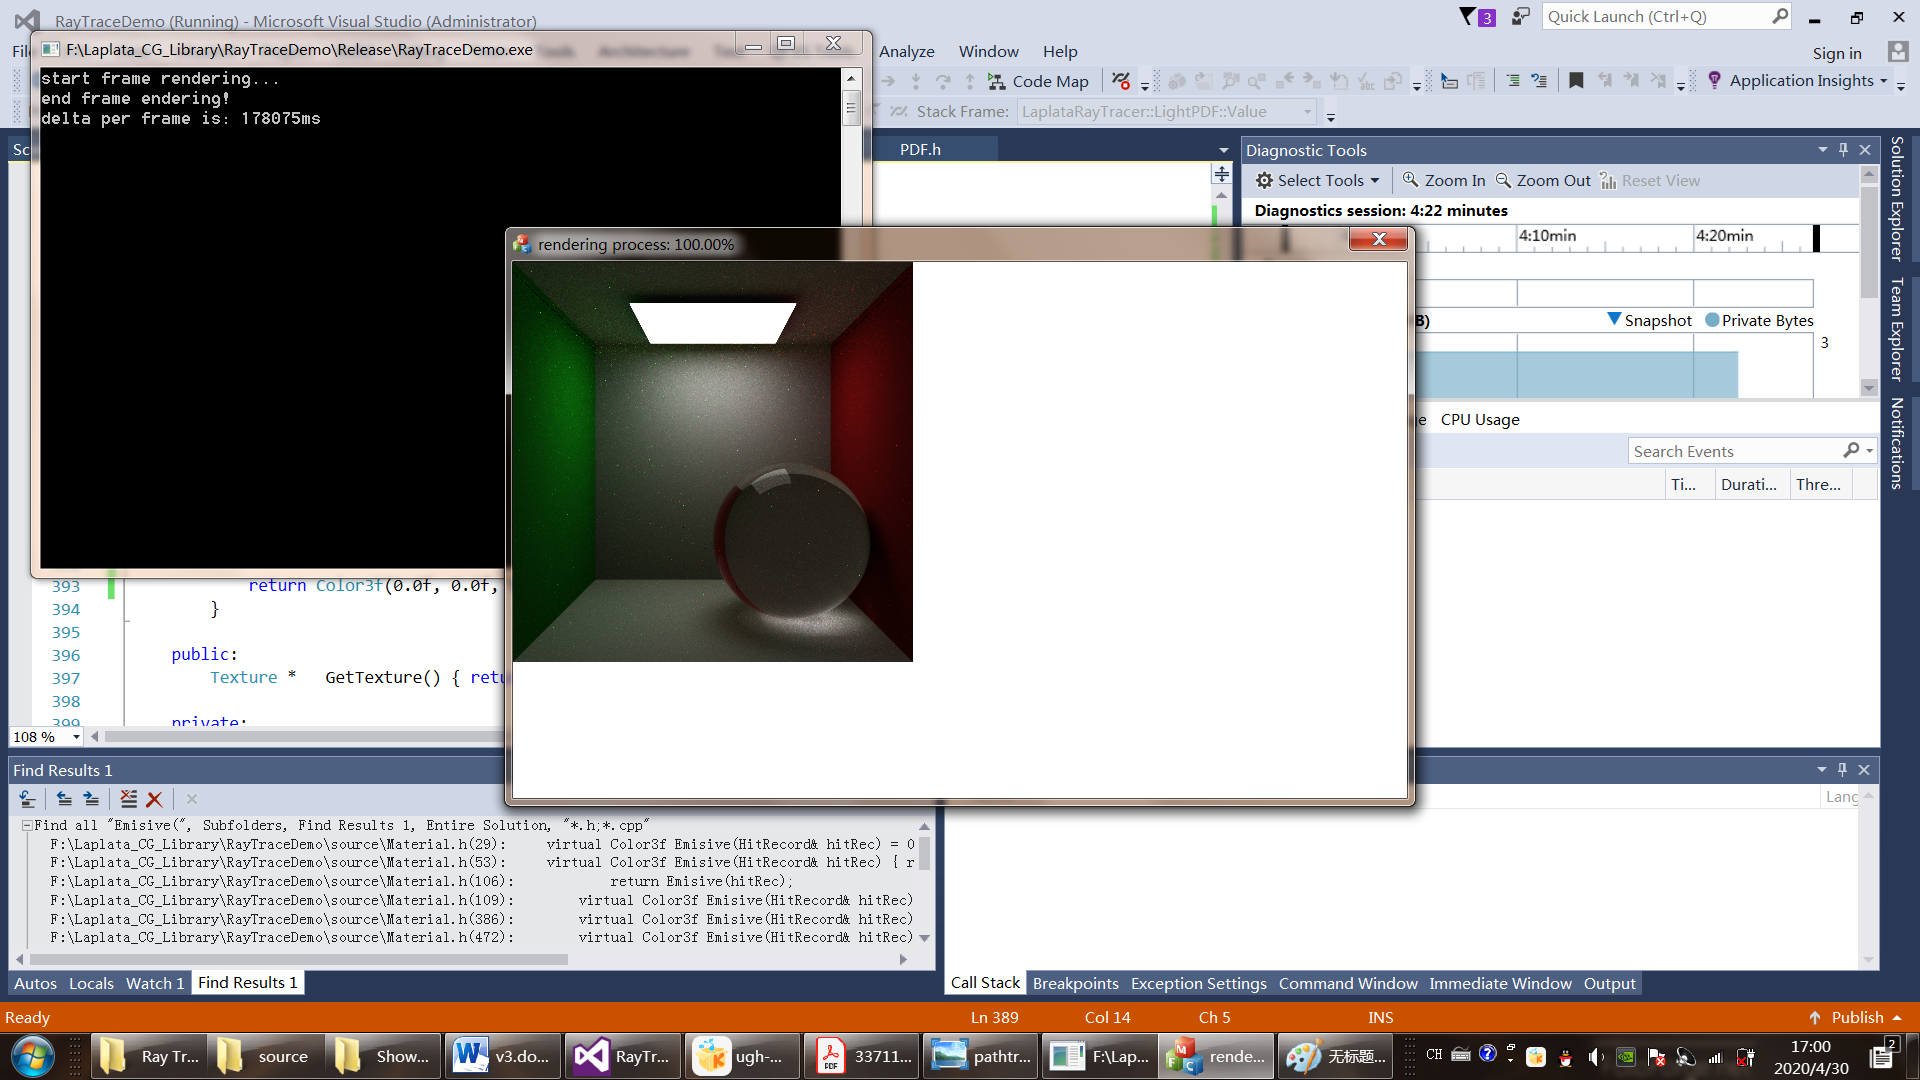 RayTraceDemo (Running) - Microsoft Visual Studio (Administrator)
3
Quick Launch (Ctrl+Q)
Analyze
Window
Help
Sign in
F:\Laplata_CG_Library\RayTraceDemo\Release\RayTraceDemo.exe
start frame rendering...
end frame endering!
delta per frame is: 178075ms
Code Map
Application Insights
Stack Frame:
LaplataRayTracer::LightPDF::Value
PDF.h
Diagnostic Tools
Select Tools
Zoom In
Zoom Out
Reset View
Diagnostics session: 4:22 minutes
4:10min
4:20min
Snapshot
Private Bytes
3
CPU Usage
Search Events
Ti...
Durati...
Thre...
Solution Explorer
Team Explorer
Notifications
rendering process: 100.00%
393 return Color3f(0.0f, 0.0f,
394 }
395
396 public:
397 Texture * GetTexture() { retu
398
399 private:
108 %
Find Results 1
Find all "Emisive(", Subfolders, Find Results 1, Entire Solution, "*.h;*.cpp"
F:\Laplata_CG_Library\RayTraceDemo\source\Material.h(29): virtual Color3f Emisive(HitRecord& hitRec) = 0
F:\Laplata_CG_Library\RayTraceDemo\source\Material.h(53): virtual Color3f Emisive(HitRecord& hitRec) { r
F:\Laplata_CG_Library\RayTraceDemo\source\Material.h(106): return Emisive(hitRec);
F:\Laplata_CG_Library\RayTraceDemo\source\Material.h(109): virtual Color3f Emisive(HitRecord& hitRec)
F:\Laplata_CG_Library\RayTraceDemo\source\Material.h(386): virtual Color3f Emisive(HitRecord& hitRec)
F:\Laplata_CG_Library\RayTraceDemo\source\Material.h(472): virtual Color3f Emisive(HitRecord& hitRec)
Lang
Autos
Locals
Watch 1
Find Results 1
Call Stack
Breakpoints
Exception Settings
Command Window
Immediate Window
Output
Ready
Ln 389
Col 14
Ch 5
INS
Publish
Ray Tr...
source
Show...
v3.do...
RayTr...
ugh-...
33711...
pathtr...
F:\Lap...
rende...
无标题...
CH
17:00
2020/4/30
2